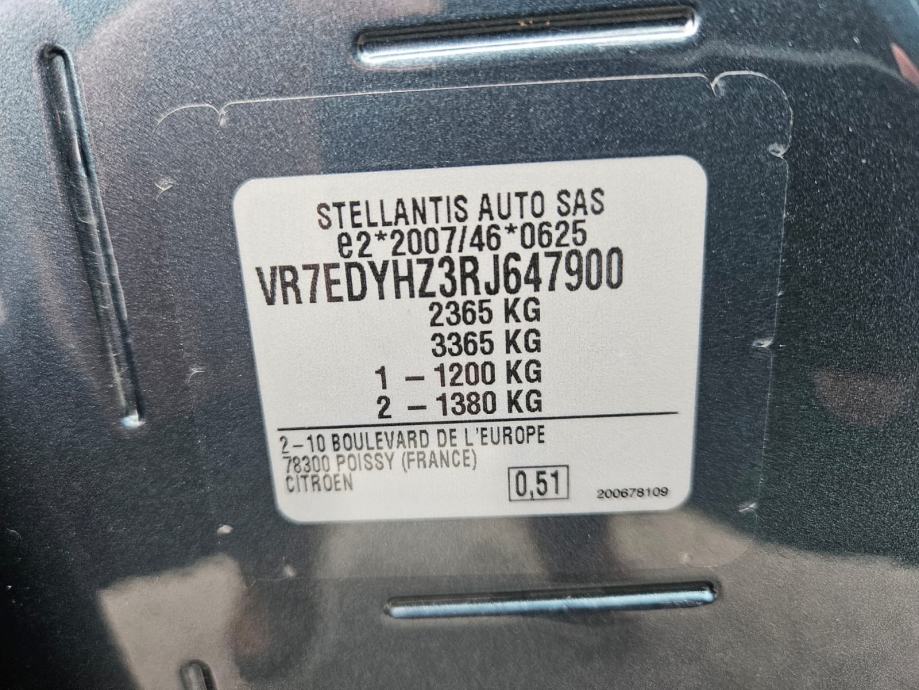 STELLANTIS AUTO SAS
e2*2007/46*0625
VR7EDYHZ3RJ647900
2365 KG
3365 KG
1 – 1200 KG
2 – 1380 KG
2–10 BOULEVARD DE L'EUROPE
78300 POISSY (FRANCE)
CITROEN
0,51
200678109